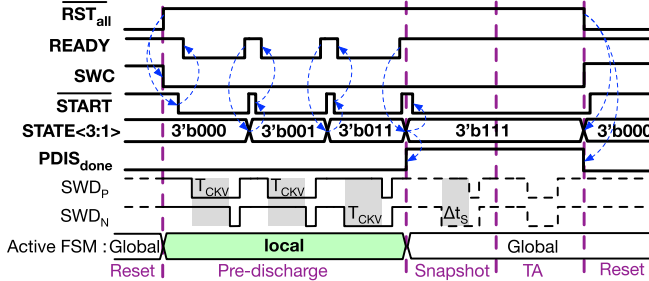 RST_all
READY
SWC
START
STATE<3:1> 3'b000 3'b001 3'b011 3'b111 3'b000
PDIS_done
SWD_P T_CKV T_CKV
SWD_N T_CKV Δt_S
Active FSM : Global local Global
Reset Pre-discharge Snapshot TA Reset